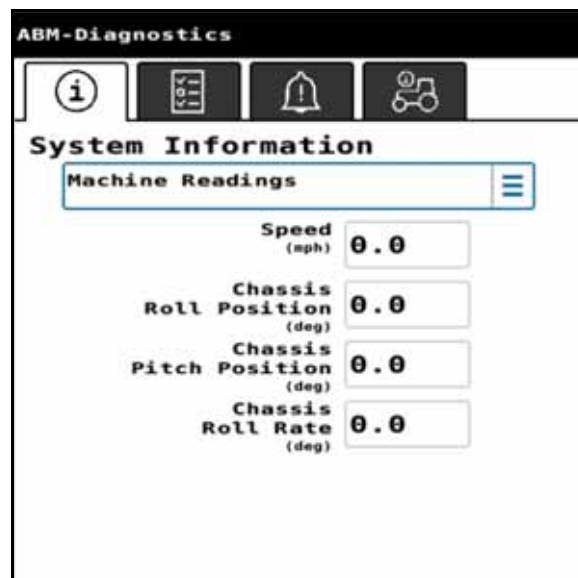 ABM-Diagnostics
System Information
Machine Readings
Speed
(mph)
0.0
Chassis
Roll Position
(deg)
0.0
Chassis
Pitch Position
(deg)
0.0
Chassis
Roll Rate
(deg)
0.0